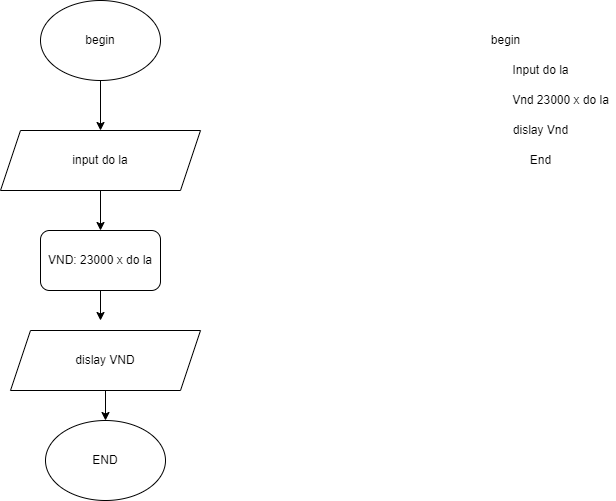 begin
input do la
VND: 23000 x do la
dislay VND
END
begin
Input do la
Vnd 23000 x do la
dislay Vnd
End